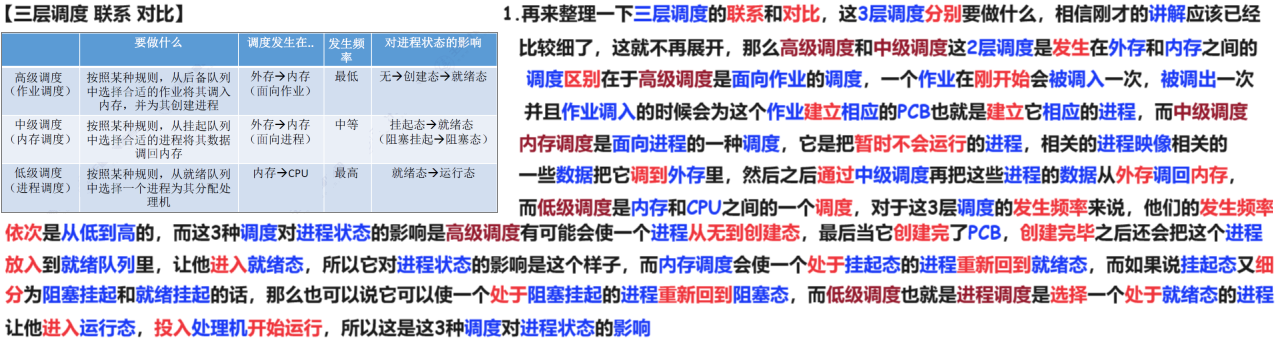 【三层调度 联系 对比】
要做什么 调度发生在.. 发生频率 对进程状态的影响
高级调度（作业调度） 按照某种规则，从后备队列中选择合适的作业将其调入内存，并为其创建进程 外存→内存（面向作业） 最低 无→创建态→就绪态
中级调度（内存调度） 按照某种规则，从挂起队列中选择合适的进程将其数据调回内存 外存→内存（面向进程） 中等 挂起态→就绪态（阻塞挂起→阻塞态）
低级调度（进程调度） 按照某种规则，从就绪队列中选择一个进程为其分配处理机 内存→CPU 最高 就绪态→运行态
1.再来整理一下三层调度的联系和对比，这3层调度分别要做什么，相信刚才的讲解应该已经
比较细了，这就不再展开，那么高级调度和中级调度这2层调度是发生在外存和内存之间的
调度区别在于高级调度是面向作业的调度，一个作业在刚开始会被调入一次，被调出一次
并且作业调入的时候会为这个作业建立相应的PCB也就是建立它相应的进程，而中级调度
内存调度是面向进程的一种调度，它是把暂时不会运行的进程，相关的进程映像相关的
一些数据把它调到外存里，然后之后通过中级调度再把这些进程的数据从外存调回内存，
而低级调度是内存和CPU之间的一个调度，对于这3层调度的发生频率来说，他们的发生频率
依次是从低到高的，而这3种调度对进程状态的影响是高级调度有可能会使一个进程从无到创建态，最后当它创建完了PCB，创建完毕之后还会把这个进程
放入到就绪队列里，让他进入就绪态，所以它对进程状态的影响是这个样子，而内存调度会使一个处于挂起态的进程重新回到就绪态，而如果说挂起态又细
分为阻塞挂起和就绪挂起的话，那么也可以说它可以使一个处于阻塞挂起的进程重新回到阻塞态，而低级调度也就是进程调度是选择一个处于就绪态的进程
让他进入运行态，投入处理机开始运行，所以这是这3种调度对进程状态的影响